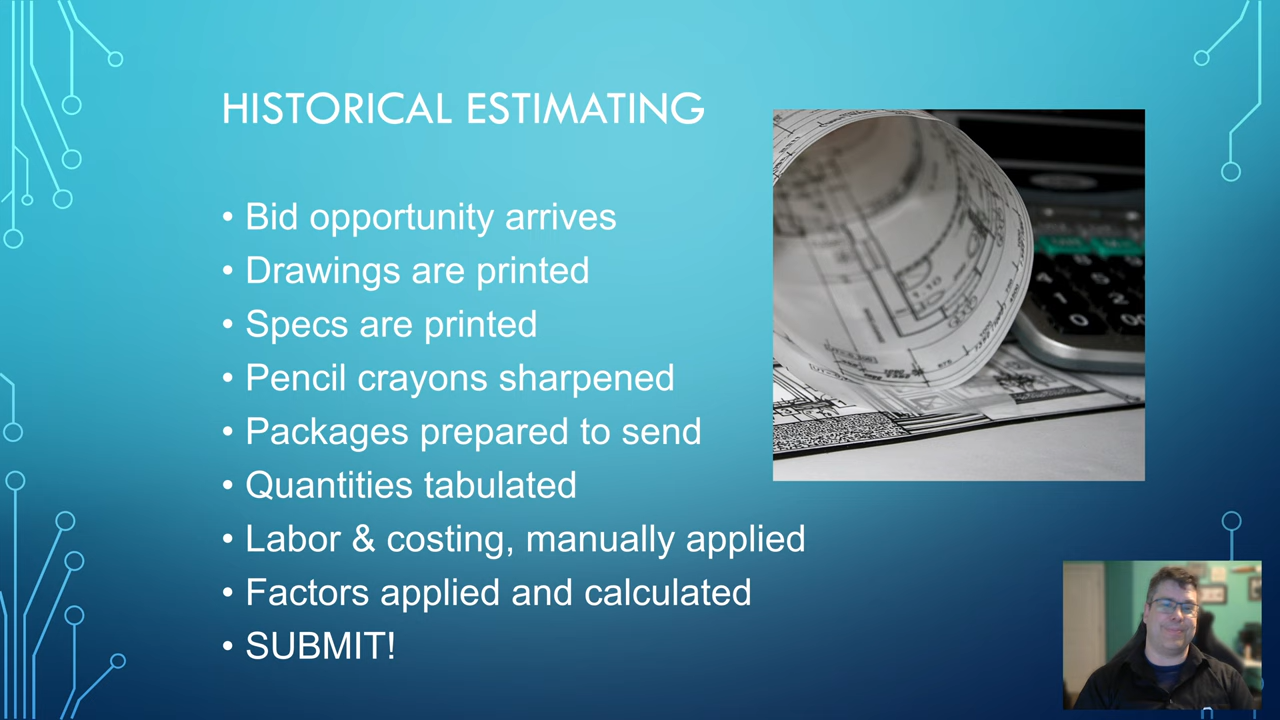 HISTORICAL ESTIMATING
• Bid opportunity arrives
• Drawings are printed
• Specs are printed
• Pencil crayons sharpened
• Packages prepared to send
• Quantities tabulated
• Labor & costing, manually applied
• Factors applied and calculated
• SUBMIT!